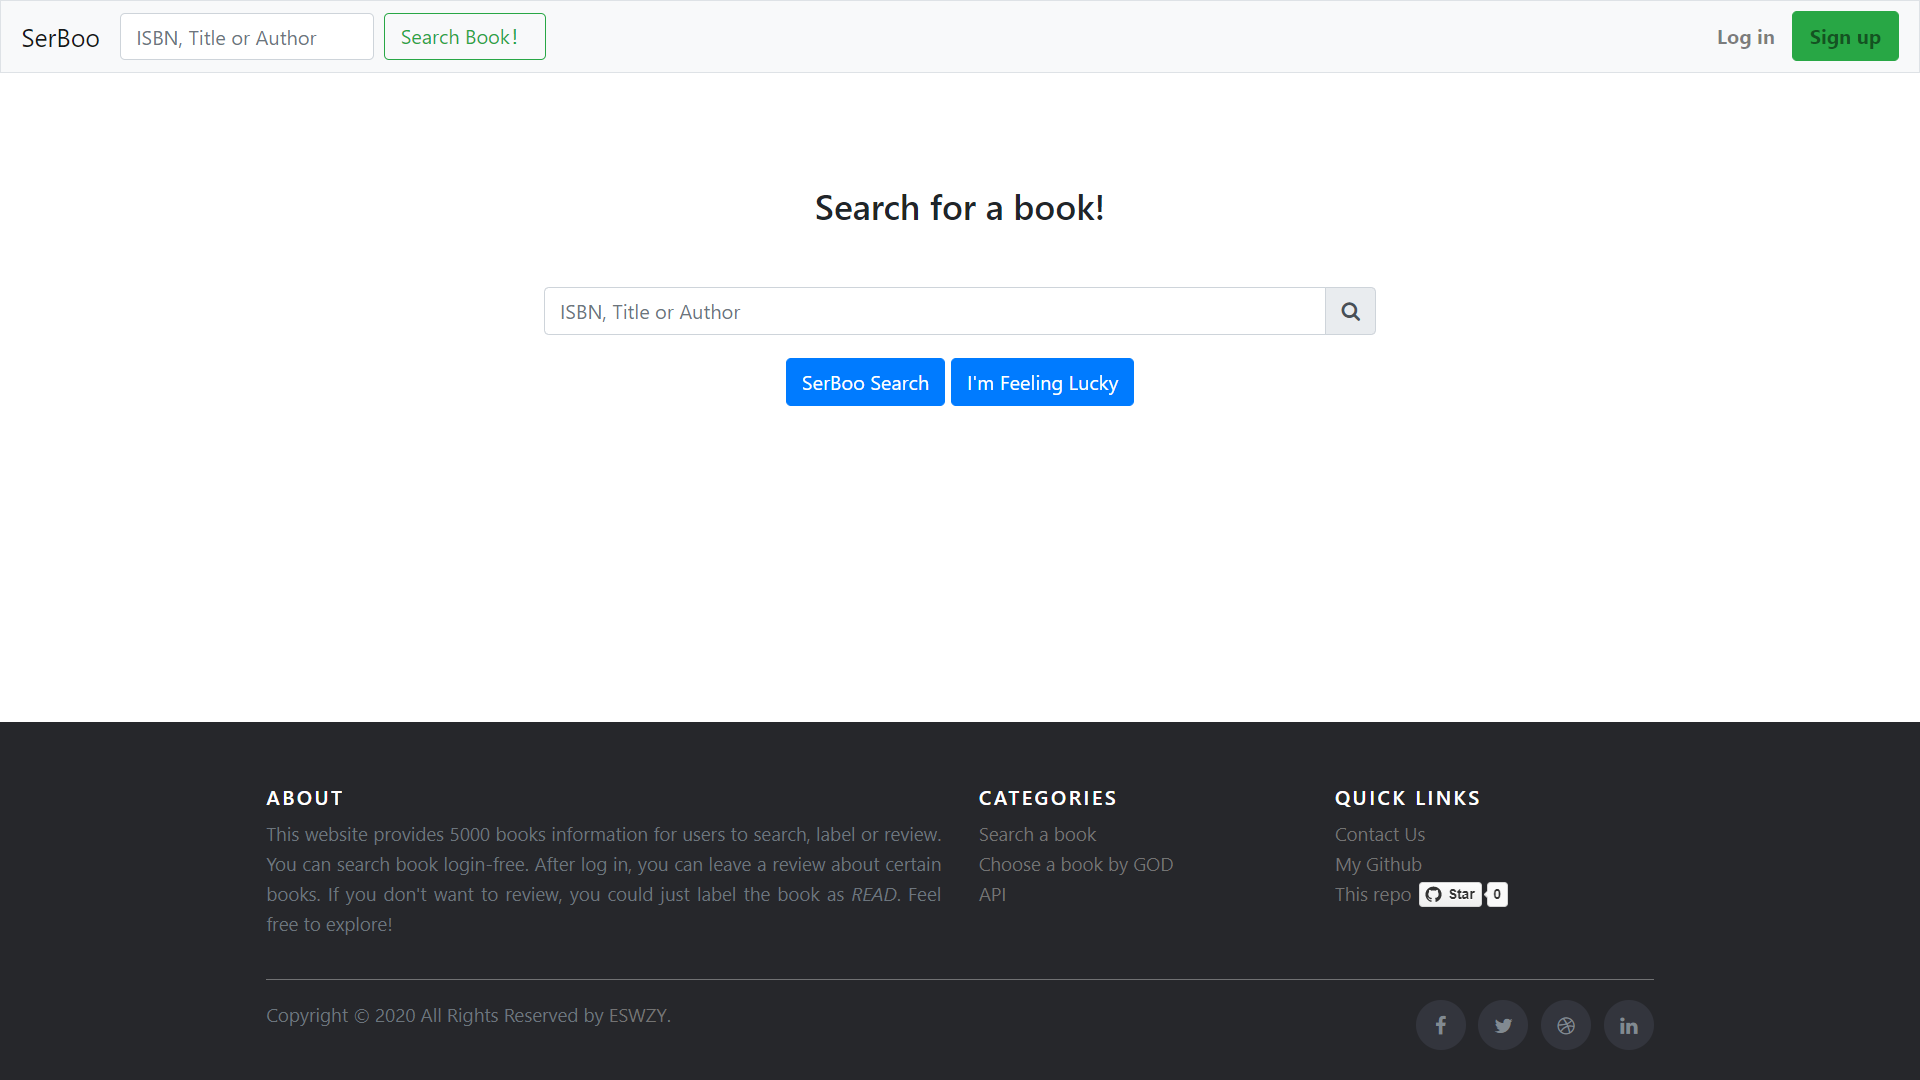 SerBoo
ISBN, Title or Author
Search Book!
Log in
Sign up
Search for a book!
ISBN, Title or Author
SerBoo Search
I'm Feeling Lucky
ABOUT
This website provides 5000 books information for users to search, label or review.
You can search book login-free. After log in, you can leave a review about certain
books. If you don't want to review, you could just label the book as READ. Feel
free to explore!
CATEGORIES
Search a book
Choose a book by GOD
API
QUICK LINKS
Contact Us
My Github
This repo Star 0
Copyright © 2020 All Rights Reserved by ESWZY.